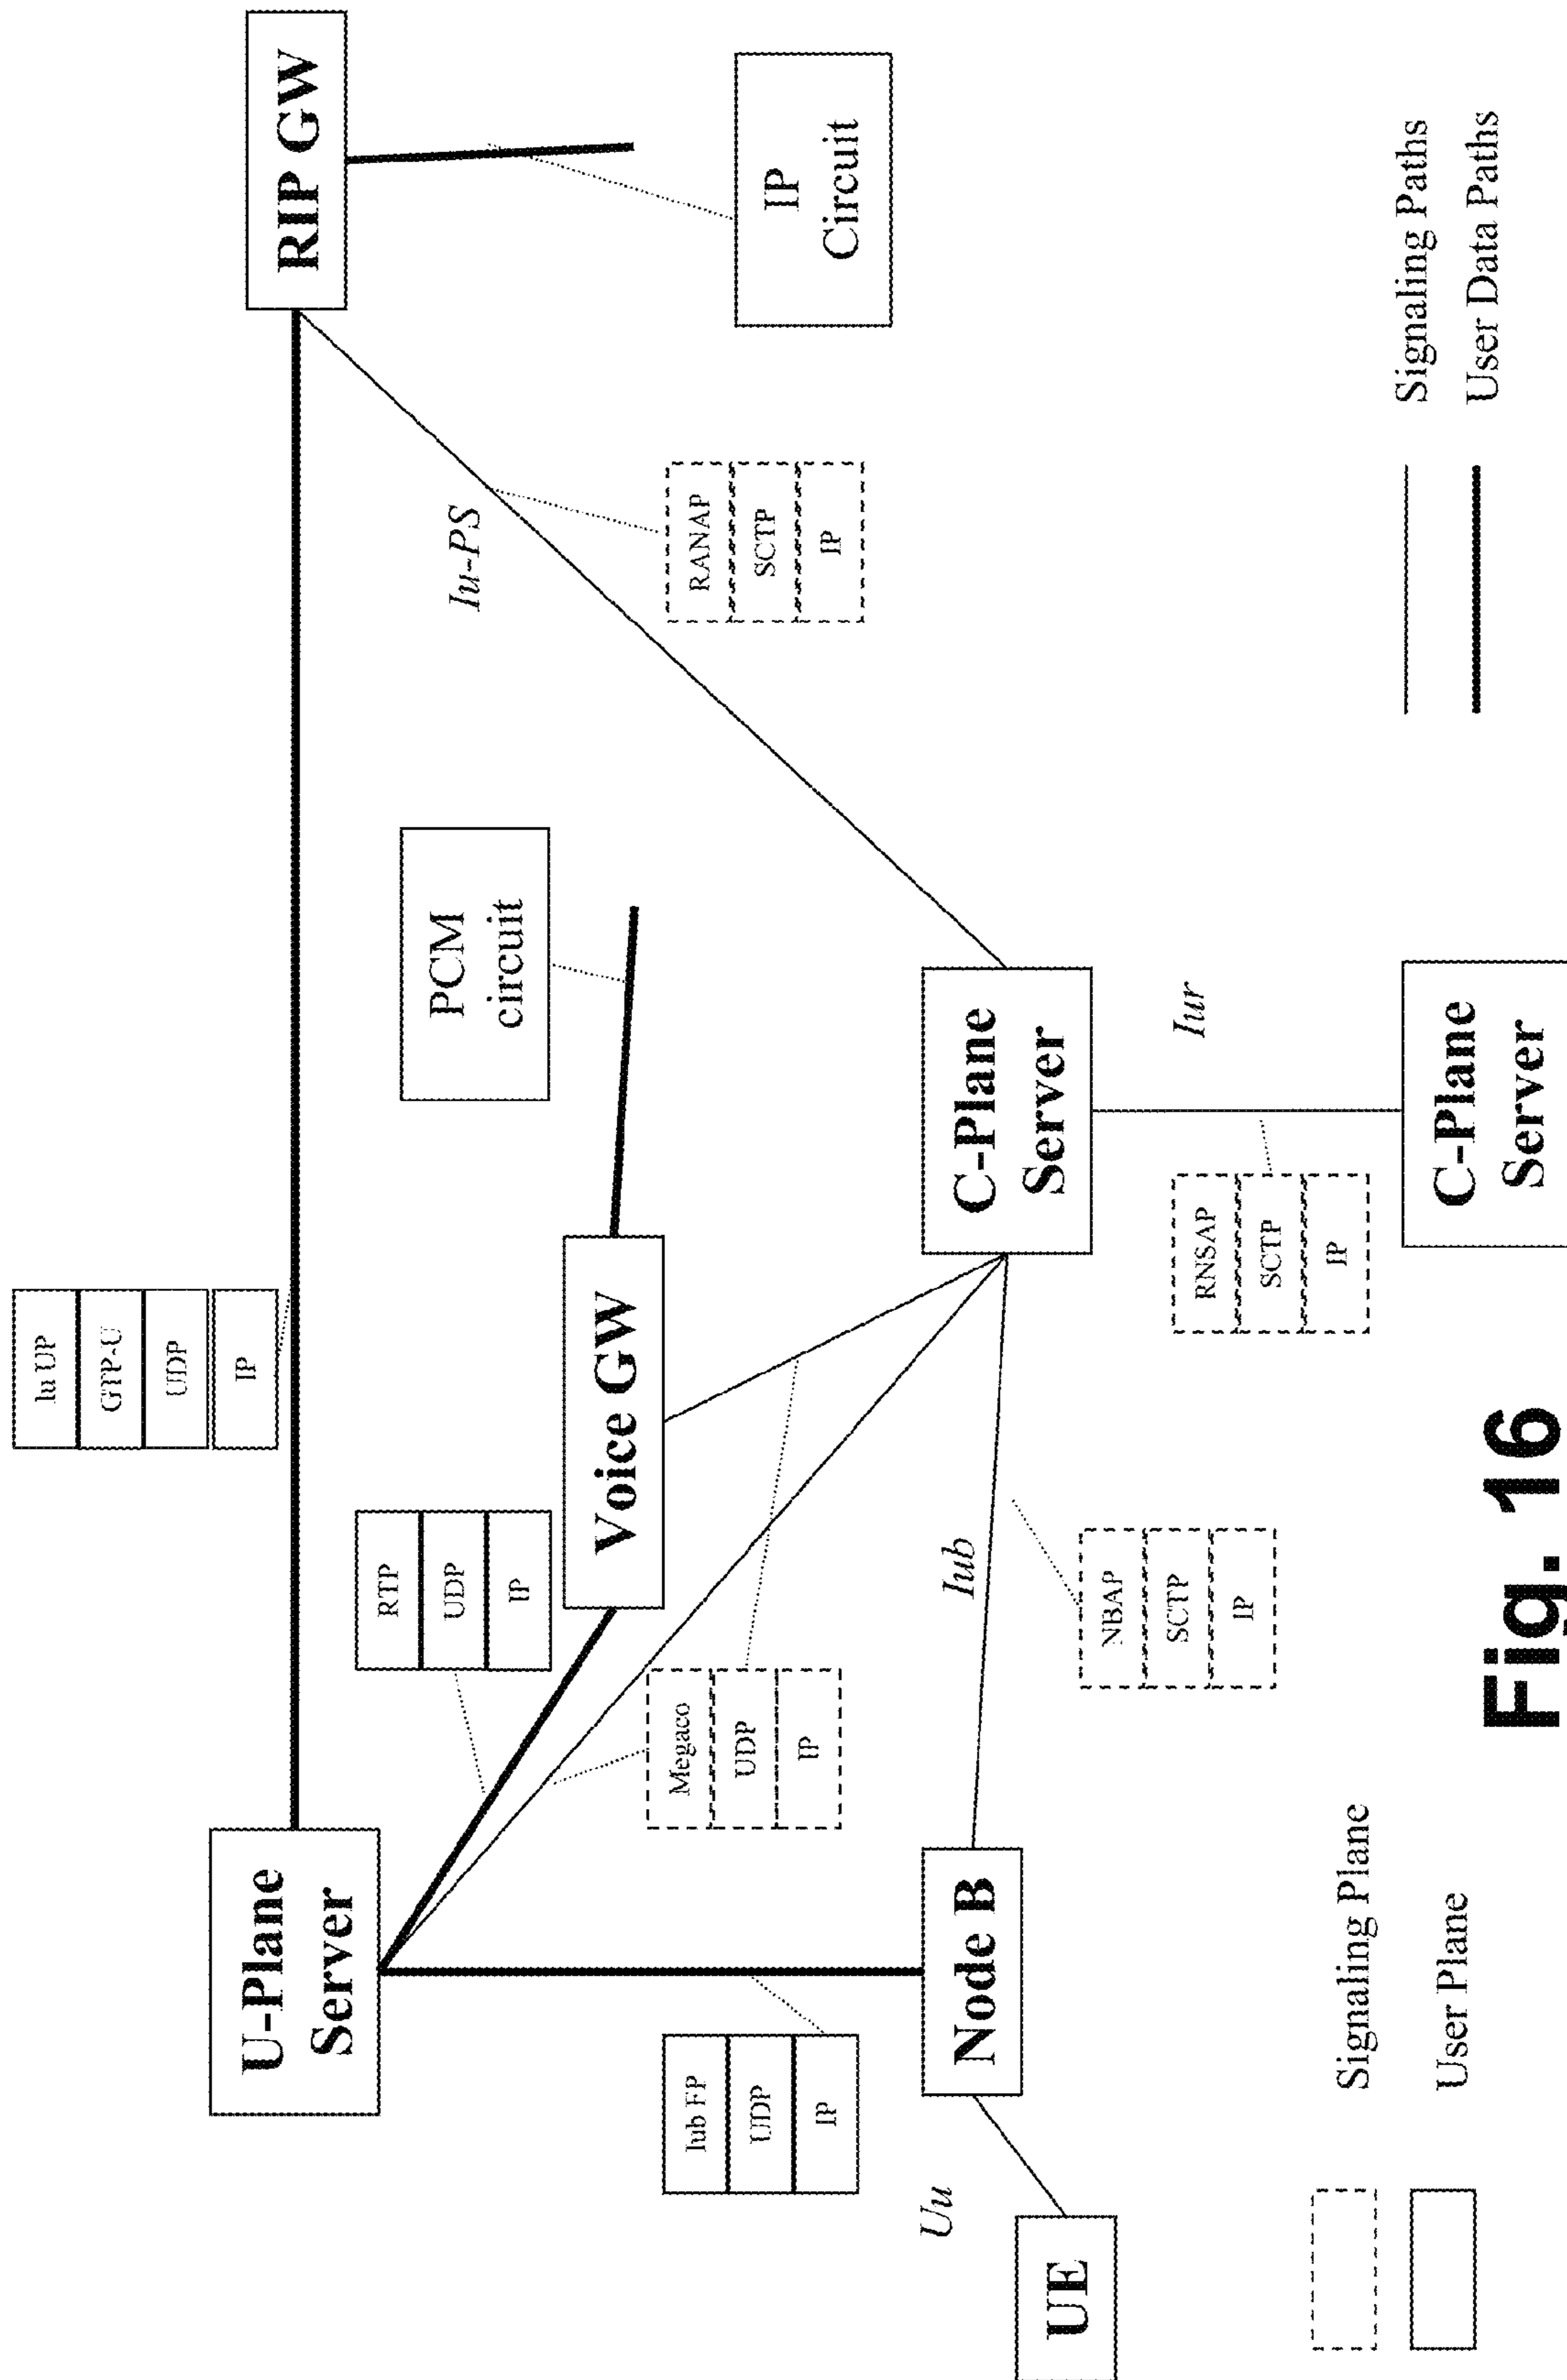 Iu UP
GTP-U
UDP
IP
U-Plane
Server
RIP GW
RTP
UDP
IP
PCM
circuit
Voice GW
Iu-PS
Iub FP
UDP
IP
Megaco
UDP
IP
RANAP
SCTP
IP
IP
Circuit
Uu
Node B
Iub
C-Plane
Server
UE
NBAP
SCTP
IP
RNSAP
SCTP
IP
Iur
Signaling Plane
User Plane
C-Plane
Server
Signaling Paths
User Data Paths
Fig. 16